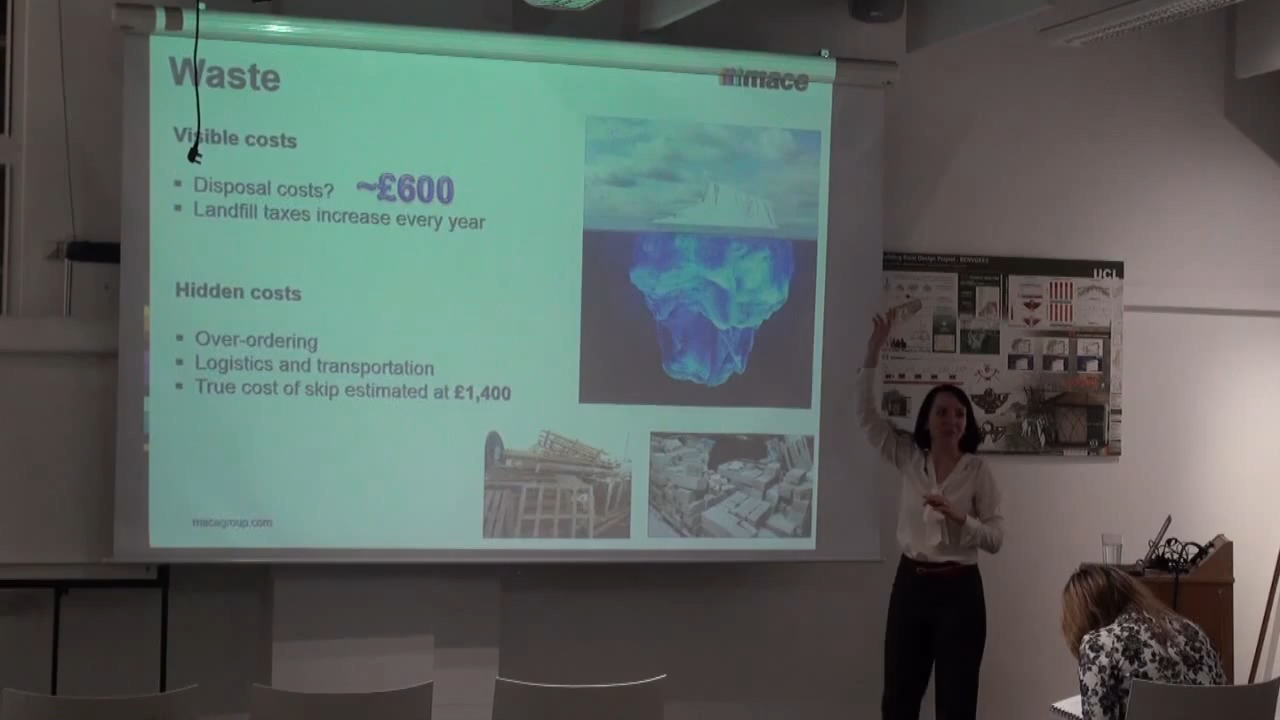 Waste
mace
Visible costs
▪ Disposal costs? ~£600
▪ Landfill taxes increase every year
Hidden costs
▪ Over-ordering
▪ Logistics and transportation
▪ True cost of skip estimated at £1,400
macegroup.com
UCL